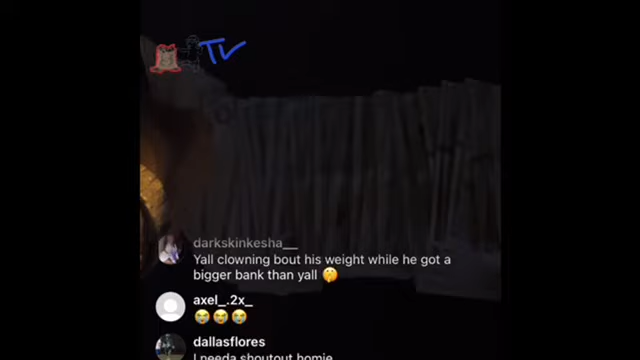 TV
darkskinkesha__
Yall clowning bout his weight while he got a
bigger bank than yall 🤫
axel_.2x_
😭😭😭
dallasflores
I needa shoutout homie